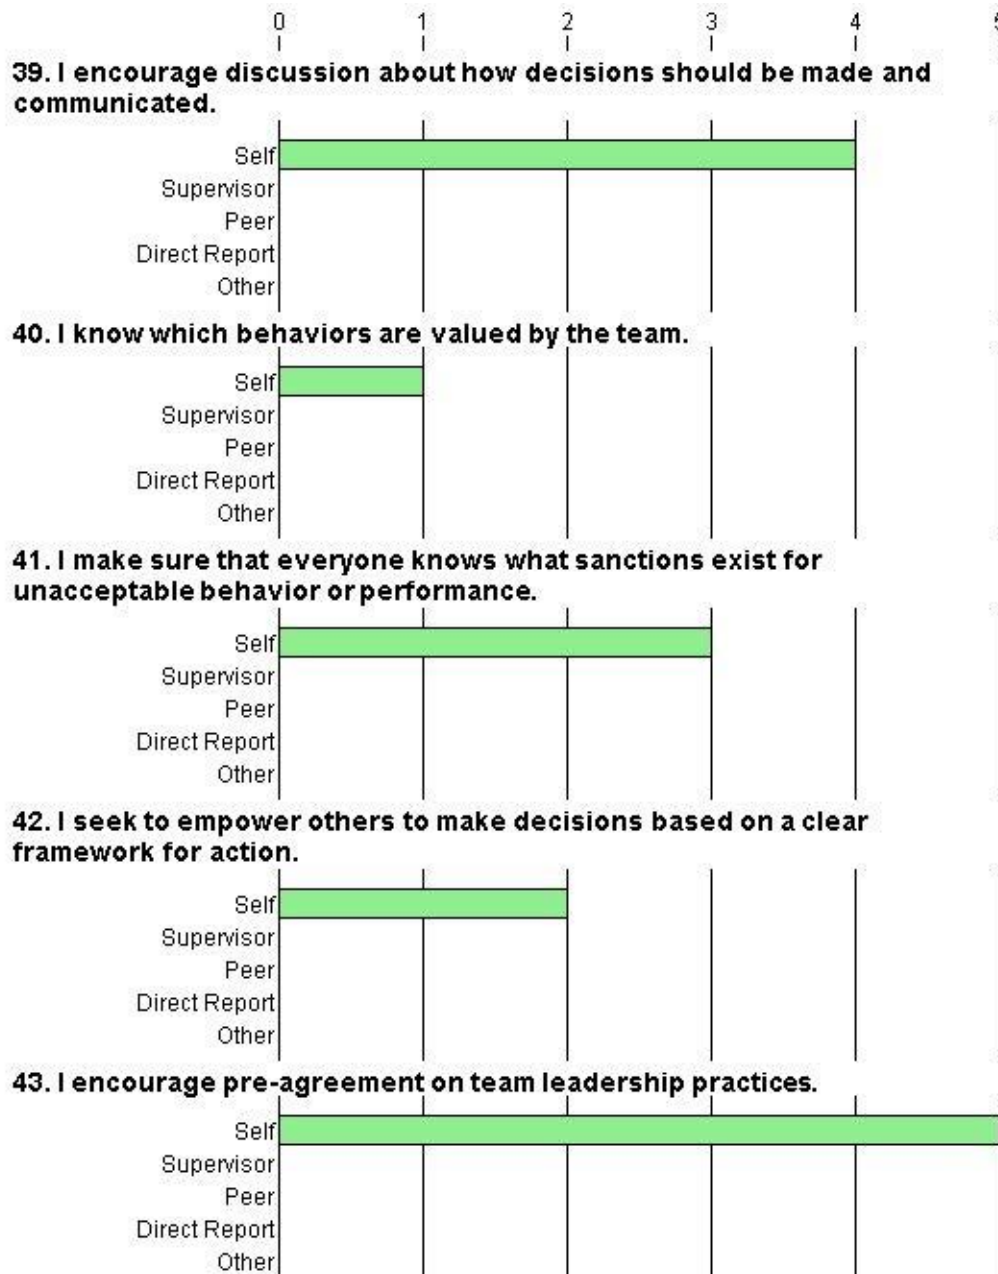 0 1 2 3 4 5
39. I encourage discussion about how decisions should be made and
communicated.
Self
Supervisor
Peer
Direct Report
Other
40. I know which behaviors are valued by the team.
Self
Supervisor
Peer
Direct Report
Other
41. I make sure that everyone knows what sanctions exist for
unacceptable behavior or performance.
Self
Supervisor
Peer
Direct Report
Other
42. I seek to empower others to make decisions based on a clear
framework for action.
Self
Supervisor
Peer
Direct Report
Other
43. I encourage pre-agreement on team leadership practices.
Self
Supervisor
Peer
Direct Report
Other